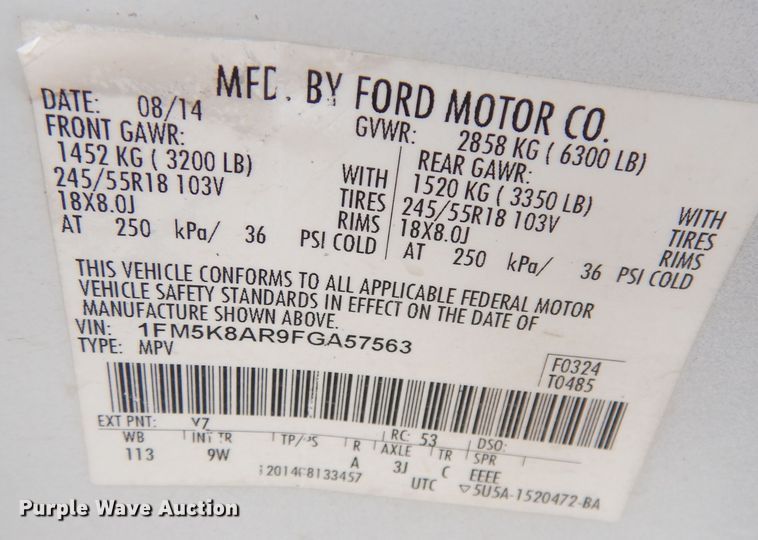 MFD. BY FORD MOTOR CO.
DATE: 08/14 GVWR: 2858 KG ( 6300 LB)
FRONT GAWR: REAR GAWR:
1452 KG ( 3200 LB) WITH 1520 KG ( 3350 LB) WITH
245/55R18 103V TIRES 245/55R18 103V TIRES
18X8.0J RIMS 18X8.0J RIMS
AT 250 kPa/ 36 PSI COLD AT 250 kPa/ 36 PSI COLD
THIS VEHICLE CONFORMS TO ALL APPLICABLE FEDERAL MOTOR
VEHICLE SAFETY STANDARDS IN EFFECT ON THE DATE OF
MANUFACTURE SHOWN ABOVE.
VIN: 1FM5K8AR9FGA57563
TYPE: MPV
F0324
T0485
EXT PNT: RC: 53 DSO:
WB INT TR TP/PS R AXLE TR SPR
113 9W A 3J C EEEE
UTC ▽5U5A-1520472-BA
Purple Wave Auction